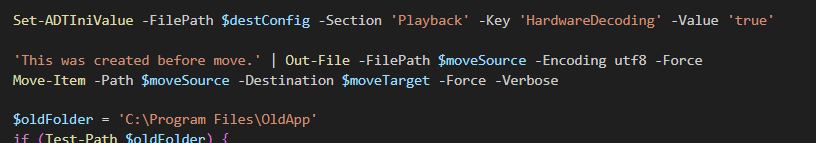 Set-ADTIniValue -FilePath $destConfig -Section 'Playback' -Key 'HardwareDecoding' -Value 'true'
'This was created before move.' | Out-File -FilePath $moveSource -Encoding utf8 -Force
Move-Item -Path $moveSource -Destination $moveTarget -Force -Verbose
$oldFolder = 'C:\Program Files\OldApp'
if (Test-Path $oldFolder) {